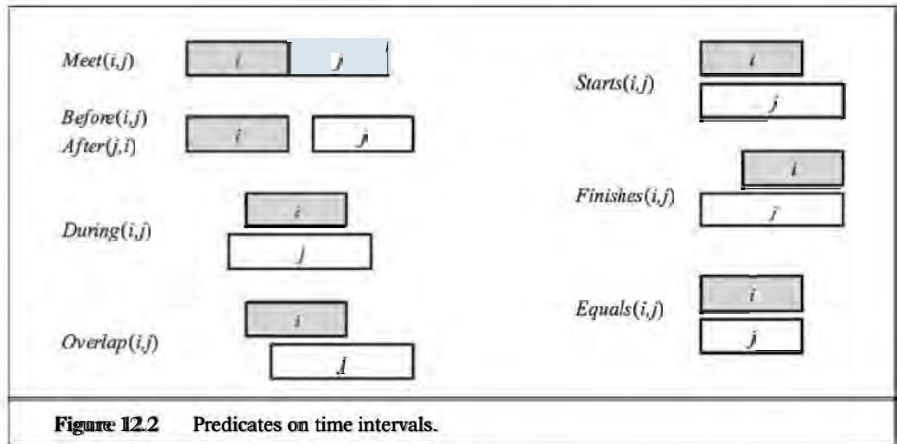 Meet(i,j)
i
j
Before(i,j)
After(j,i)
i
j
During(i,j)
i
j
Overlap(i,j)
i
j
Starts(i,j)
i
j
Finishes(i,j)
i
j
Equals(i,j)
i
j
Figure 12.2 Predicates on time intervals.